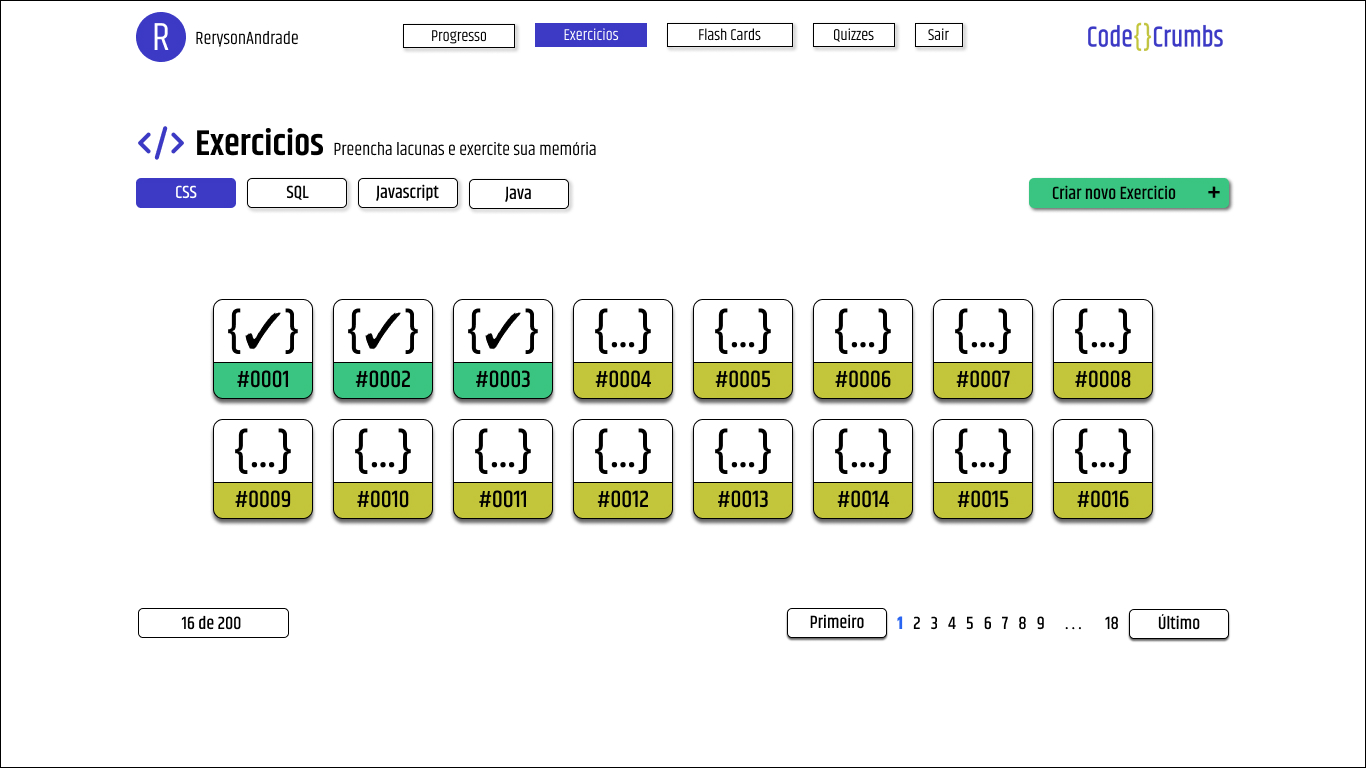 R RerysonAndrade Progresso Exercicios Flash Cards Quizzes Sair Code{}Crumbs
</> Exercicios Preencha lacunas e exercite sua memória
CSS SQL Javascript Java Criar novo Exercicio +
{✓} {✓} {✓} {...} {...} {...} {...} {...}
#0001 #0002 #0003 #0004 #0005 #0006 #0007 #0008
{...} {...} {...} {...} {...} {...} {...} {...}
#0009 #0010 #0011 #0012 #0013 #0014 #0015 #0016
16 de 200 Primeiro 1 2 3 4 5 6 7 8 9 ... 18 Último